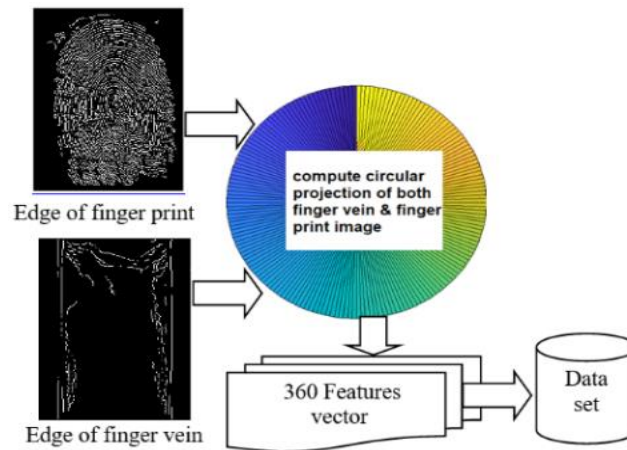 Edge of finger print
compute circular
projection of both
finger vein & finger
print image
Edge of finger vein
360 Features
vector
Data
set